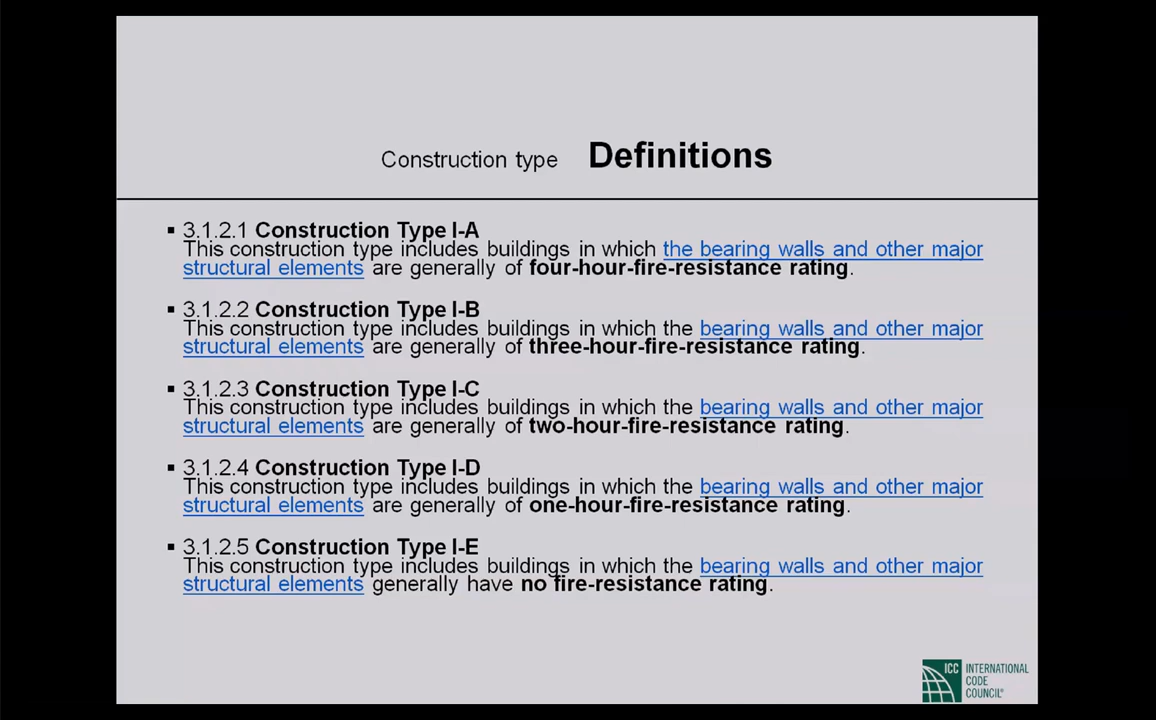 Construction type Definitions
▪ 3.1.2.1 Construction Type I-A
This construction type includes buildings in which the bearing walls and other major
structural elements are generally of four-hour-fire-resistance rating.
▪ 3.1.2.2 Construction Type I-B
This construction type includes buildings in which the bearing walls and other major
structural elements are generally of three-hour-fire-resistance rating.
▪ 3.1.2.3 Construction Type I-C
This construction type includes buildings in which the bearing walls and other major
structural elements are generally of two-hour-fire-resistance rating.
▪ 3.1.2.4 Construction Type I-D
This construction type includes buildings in which the bearing walls and other major
structural elements are generally of one-hour-fire-resistance rating.
▪ 3.1.2.5 Construction Type I-E
This construction type includes buildings in which the bearing walls and other major
structural elements generally have no fire-resistance rating.
ICC INTERNATIONAL
CODE
COUNCIL®